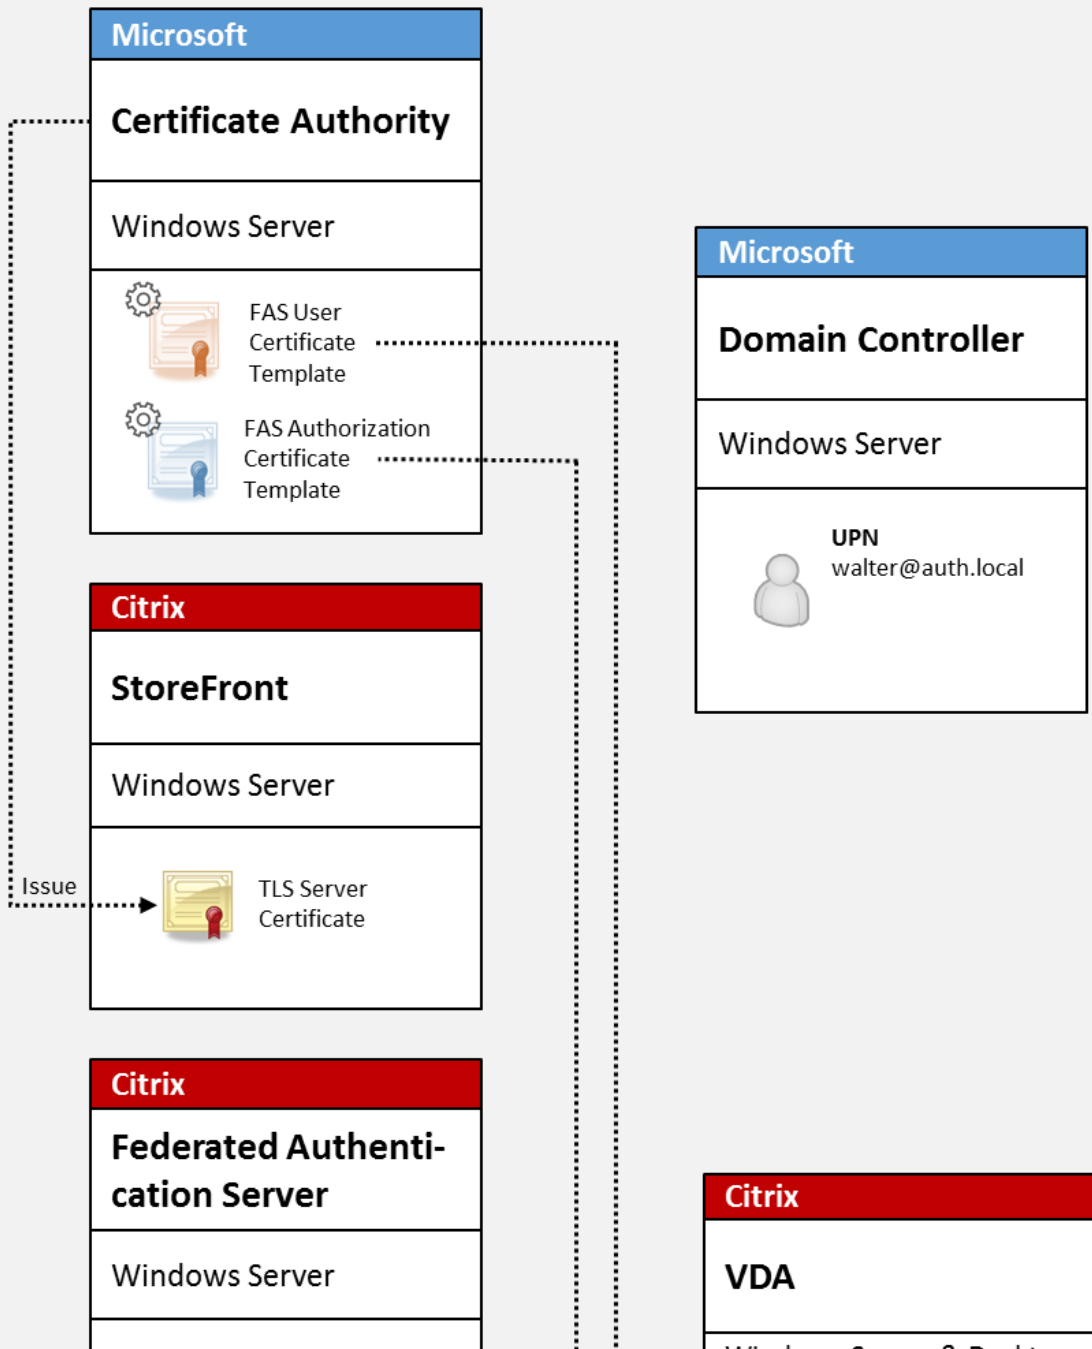 Microsoft
Certificate Authority
Windows Server
FAS User
Certificate
Template
FAS Authorization
Certificate
Template
Microsoft
Domain Controller
Windows Server
UPN
walter@auth.local
Citrix
StoreFront
Windows Server
Issue
TLS Server
Certificate
Citrix
Federated Authenti-
cation Server
Windows Server
Citrix
VDA